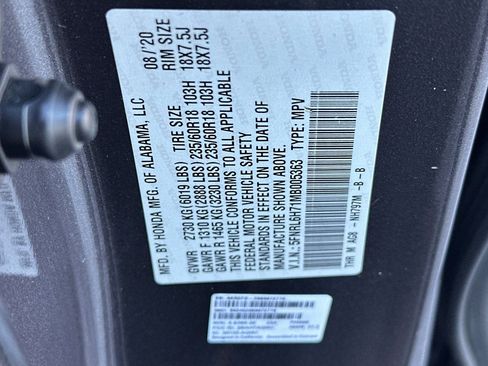 MFD. BY HONDA MFG. OF ALABAMA, LLC 08/'20
TIRE SIZE RIM SIZE
GVWR 2730 KG (6019 LBS)
GAWR F 1310 KG (2888 LBS) 235/60R18 103H 18X7.5J
GAWR R 1465 KG (3230 LBS) 235/60R18 103H 18X7.5J
THIS VEHICLE CONFORMS TO ALL APPLICABLE
FEDERAL MOTOR VEHICLE SAFETY
STANDARDS IN EFFECT ON THE DATE OF
MANUFACTURE SHOWN ABOVE.
V.I.N.: 5FNRL6H71MB005363 TYPE: MPV
THR M AG8 - NH797M -B-B